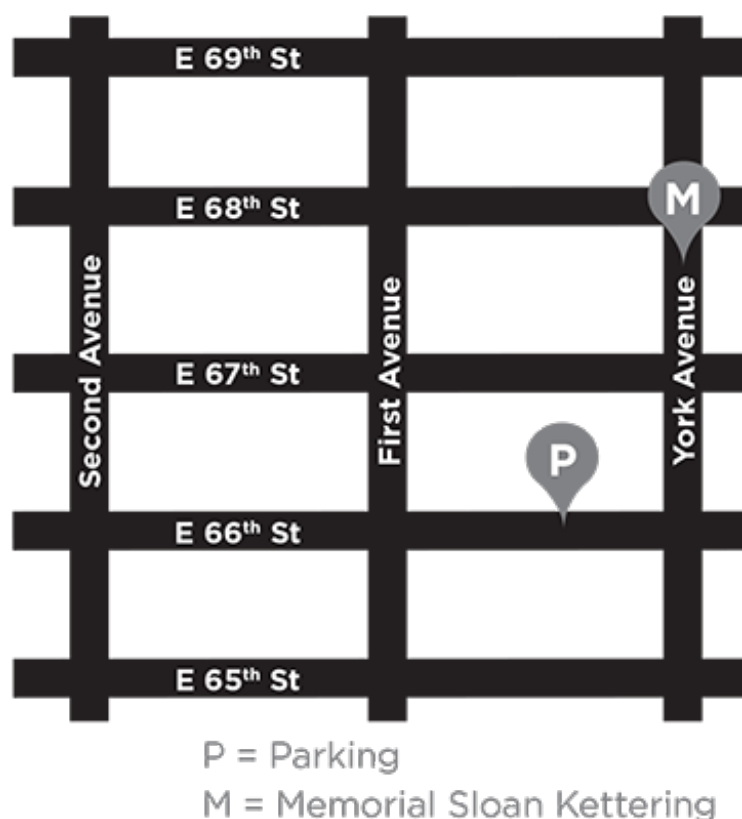 E 69th St
E 68th St
M
Second Avenue
First Avenue
York Avenue
E 67th St
P
E 66th St
E 65th St
P = Parking
M = Memorial Sloan Kettering